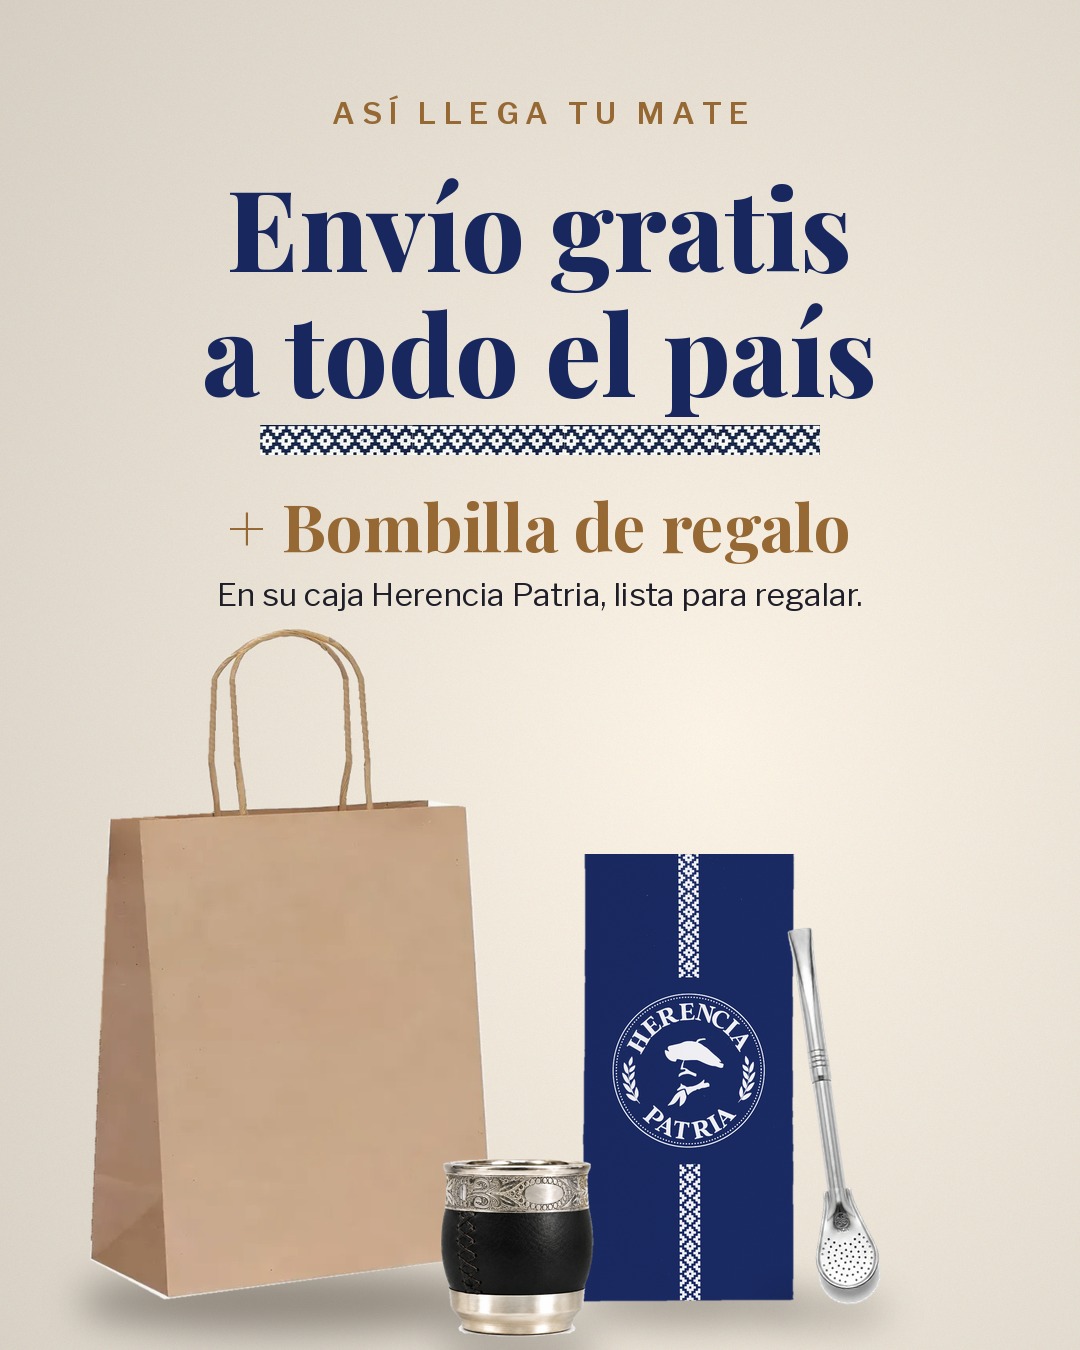 ASÍ LLEGA TU MATE
Envío gratis
a todo el país
+ Bombilla de regalo
En su caja Herencia Patria, lista para regalar.
HERENCIA
PATRIA